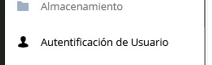 Almacenamiento
Autentificación de Usuario